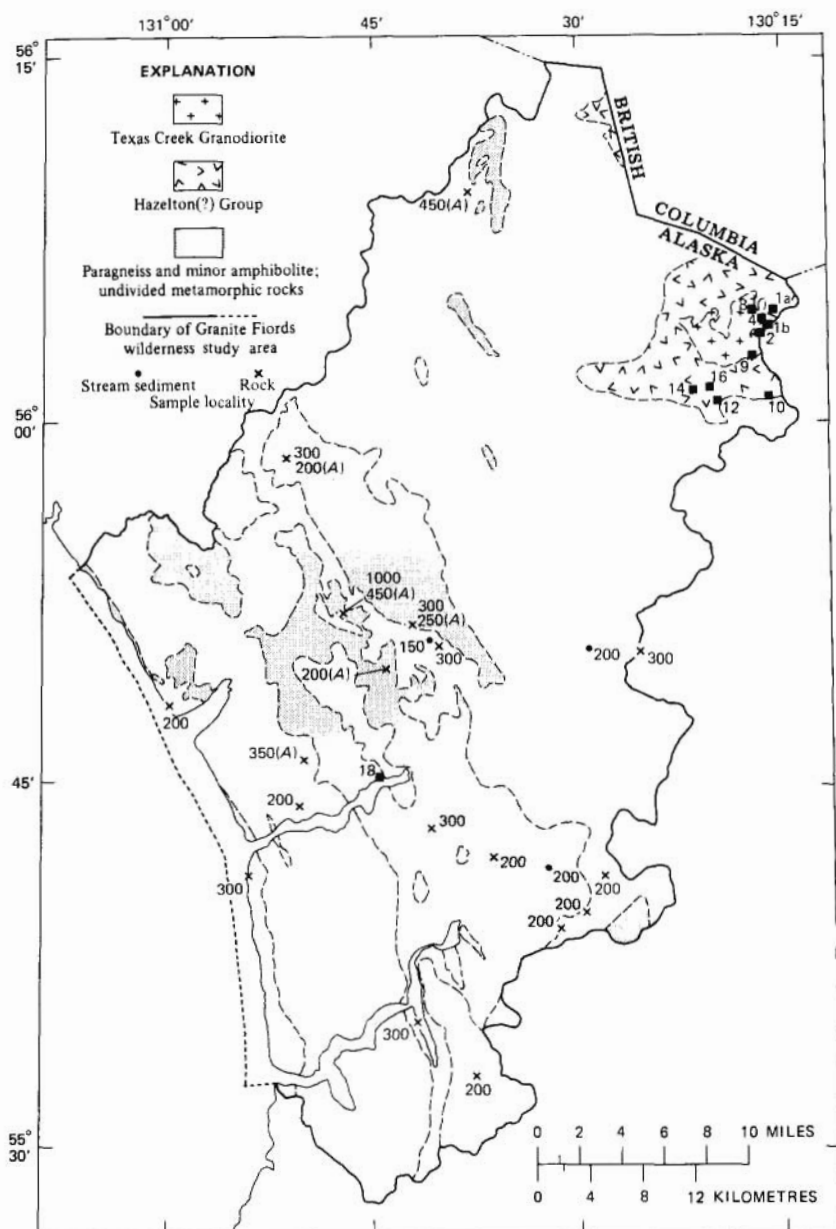 131° 00'
45'
30'
130° 15'
56°
15'
EXPLANATION
Texas Creek Granodiorite
Hazelton(?) Group
Paragneiss and minor amphibolite;
undivided metamorphic rocks
Boundary of Granite Fiords
wilderness study area
Stream sediment
Rock
Sample locality
BRITISH
COLUMBIA
ALASKA
450(A)
1a
4
1b
2
9
16
14
12
10
56°
00'
300
200(A)
1000
450(A)
300
250(A)
150
300
200
300
200(A)
200
350(A)
18
45'
200
300
200
200
200
300
200
200
300
200
55°
30'
0 2 4 6 8 10 MILES
0 4 8 12 KILOMETRES